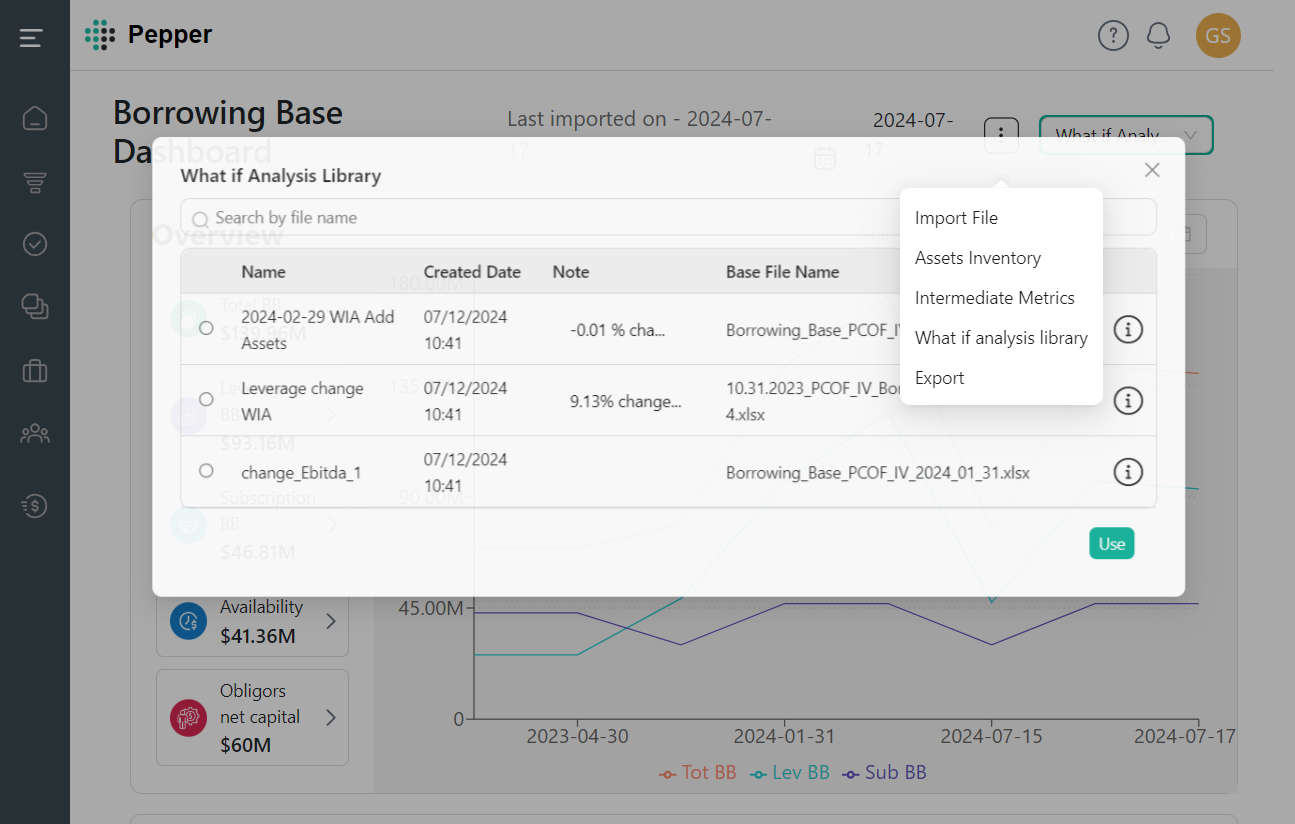 Pepper
?
GS
Borrowing Base
Dashboard
Last imported on - 2024-07-
17
2024-07-
17
What if Analy...
What if Analysis Library
Search by file name
Overview
Import File
Assets Inventory
Intermediate Metrics
What if analysis library
Export
Name Created Date Note Base File Name
2024-02-29 WIA Add
Assets
07/12/2024
10:41
-0.01 % cha...
Borrowing_Base_PCOF_IV
Leverage change
WIA
07/12/2024
10:41
9.13% change...
10.31.2023_PCOF_IV_Bor
4.xlsx
change_Ebitda_1
07/12/2024
10:41
Borrowing_Base_PCOF_IV_2024_01_31.xlsx
Use
Total BB
$139.96M
BB
$93.16M
Subscription
BB
$46.81M
Availability
$41.36M
Obligors
net capital
$60M
180.00M
135
90.00M
45.00M
0
2023-04-30
2024-01-31
2024-07-15
2024-07-17
Tot BB
Lev BB
Sub BB